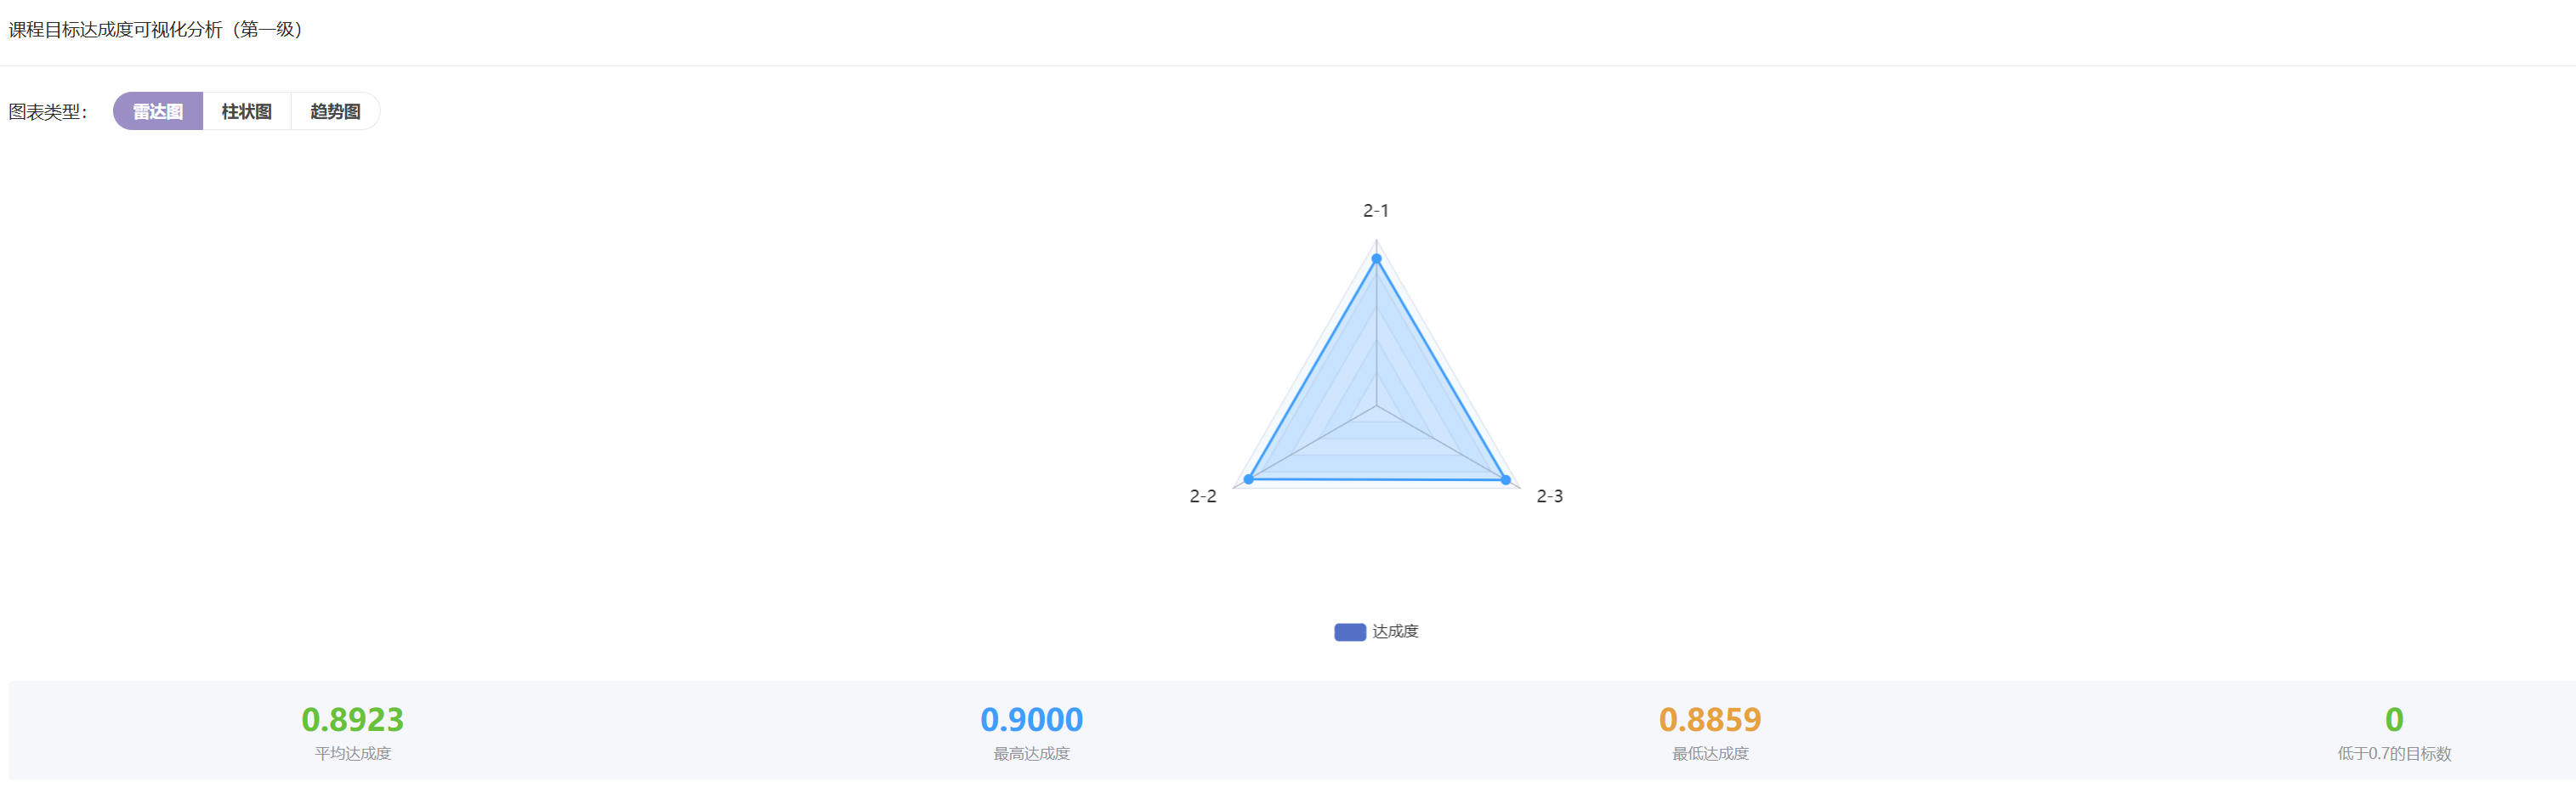 课程目标达成度可视化分析（第一级）
图表类型： 雷达图 柱状图 趋势图
2-1
2-2
2-3
达成度
0.8923
平均达成度
0.9000
最高达成度
0.8859
最低达成度
0
低于0.7的目标数